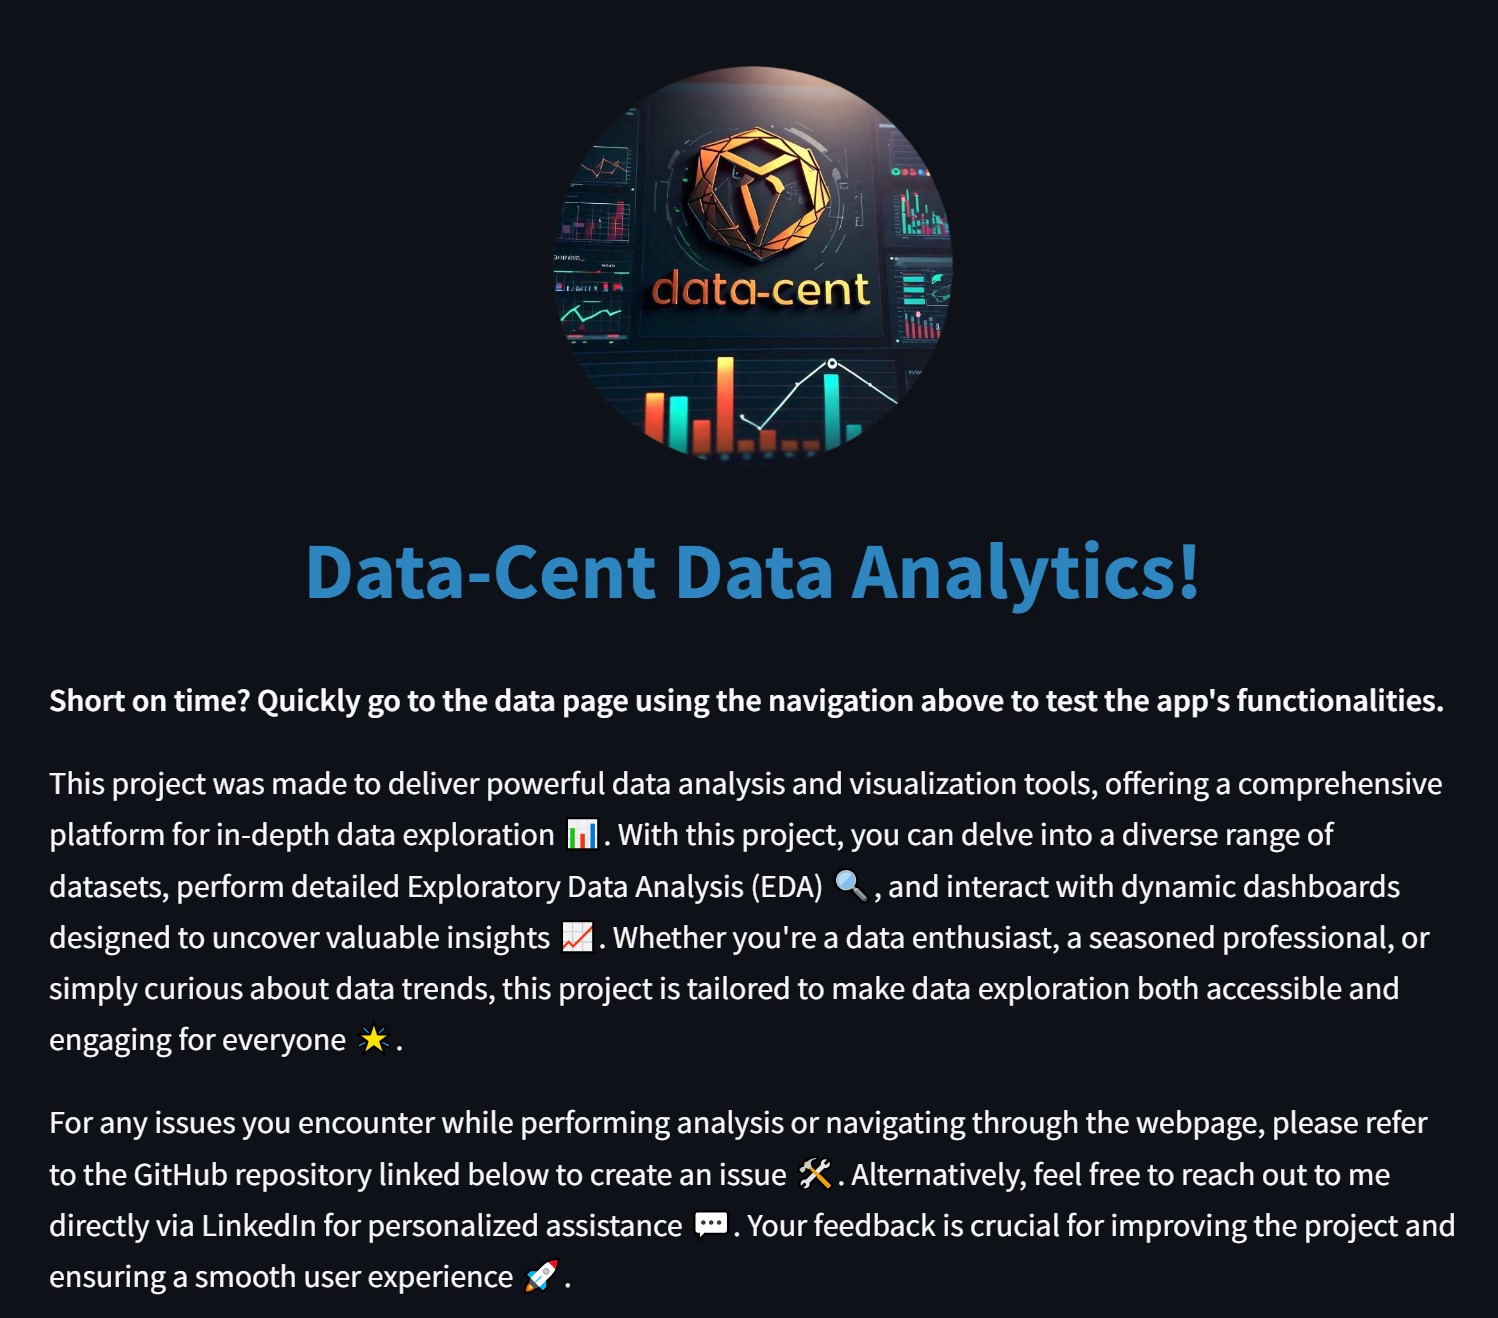 data-cent
Data-Cent Data Analytics!
Short on time? Quickly go to the data page using the navigation above to test the app's functionalities.
This project was made to deliver powerful data analysis and visualization tools, offering a comprehensive
platform for in-depth data exploration 📊. With this project, you can delve into a diverse range of
datasets, perform detailed Exploratory Data Analysis (EDA) 🔍, and interact with dynamic dashboards
designed to uncover valuable insights 📈. Whether you're a data enthusiast, a seasoned professional, or
simply curious about data trends, this project is tailored to make data exploration both accessible and
engaging for everyone 🌟.
For any issues you encounter while performing analysis or navigating through the webpage, please refer
to the GitHub repository linked below to create an issue 🛠️. Alternatively, feel free to reach out to me
directly via LinkedIn for personalized assistance 💬. Your feedback is crucial for improving the project and
ensuring a smooth user experience 🚀.